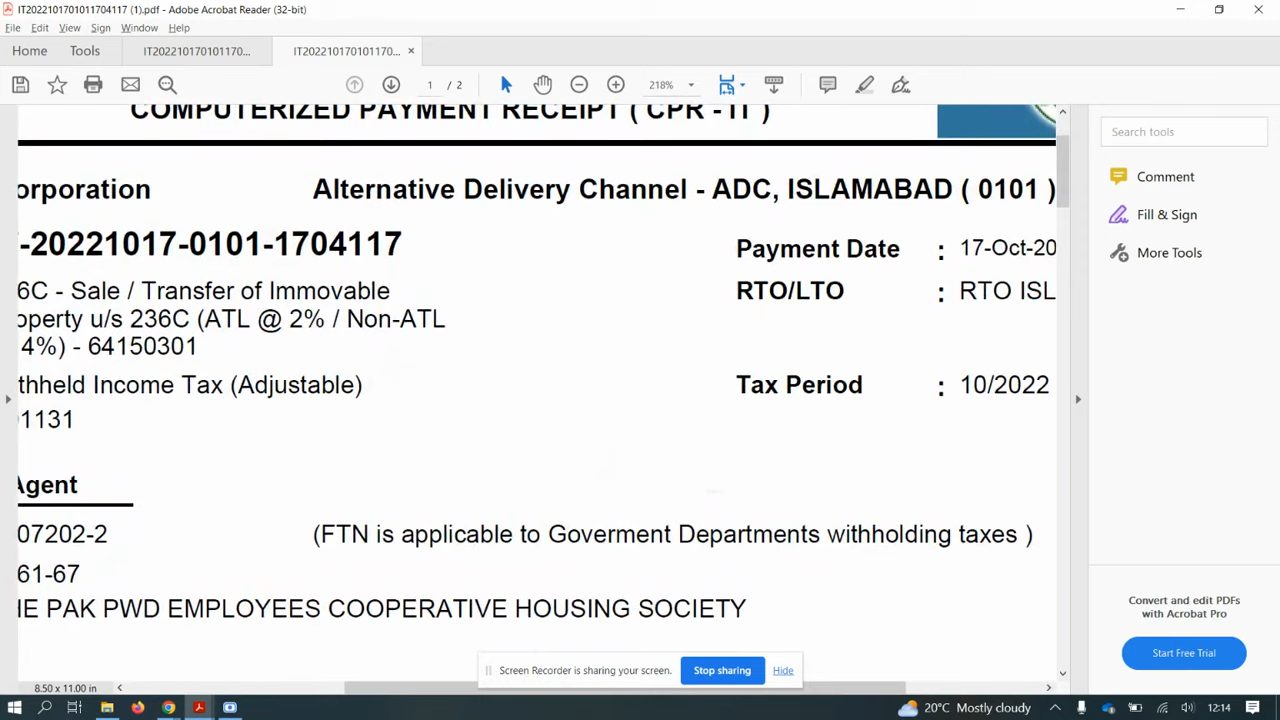 IT2022101701011704117 (1).pdf - Adobe Acrobat Reader (32-bit)
File Edit View Sign Window Help
Home Tools IT202210170101170... IT202210170101170... ×
1 / 2 218%
COMPUTERIZED PAYMENT RECEIPT ( CPR - IT )
orporation Alternative Delivery Channel - ADC, ISLAMABAD ( 0101 )
-20221017-0101-1704117
Payment Date : 17-Oct-20
6C - Sale / Transfer of Immovable
RTO/LTO : RTO ISL
operty u/s 236C (ATL @ 2% / Non-ATL
4%) - 64150301
thheld Income Tax (Adjustable)
Tax Period : 10/2022
01131
Agent
07202-2 (FTN is applicable to Goverment Departments withholding taxes )
61-67
HE PAK PWD EMPLOYEES COOPERATIVE HOUSING SOCIETY
Search tools
Comment
Fill & Sign
More Tools
Convert and edit PDFs
with Acrobat Pro
Start Free Trial
Screen Recorder is sharing your screen. Stop sharing Hide
8.50 x 11.00 in
20°C Mostly cloudy 12:14